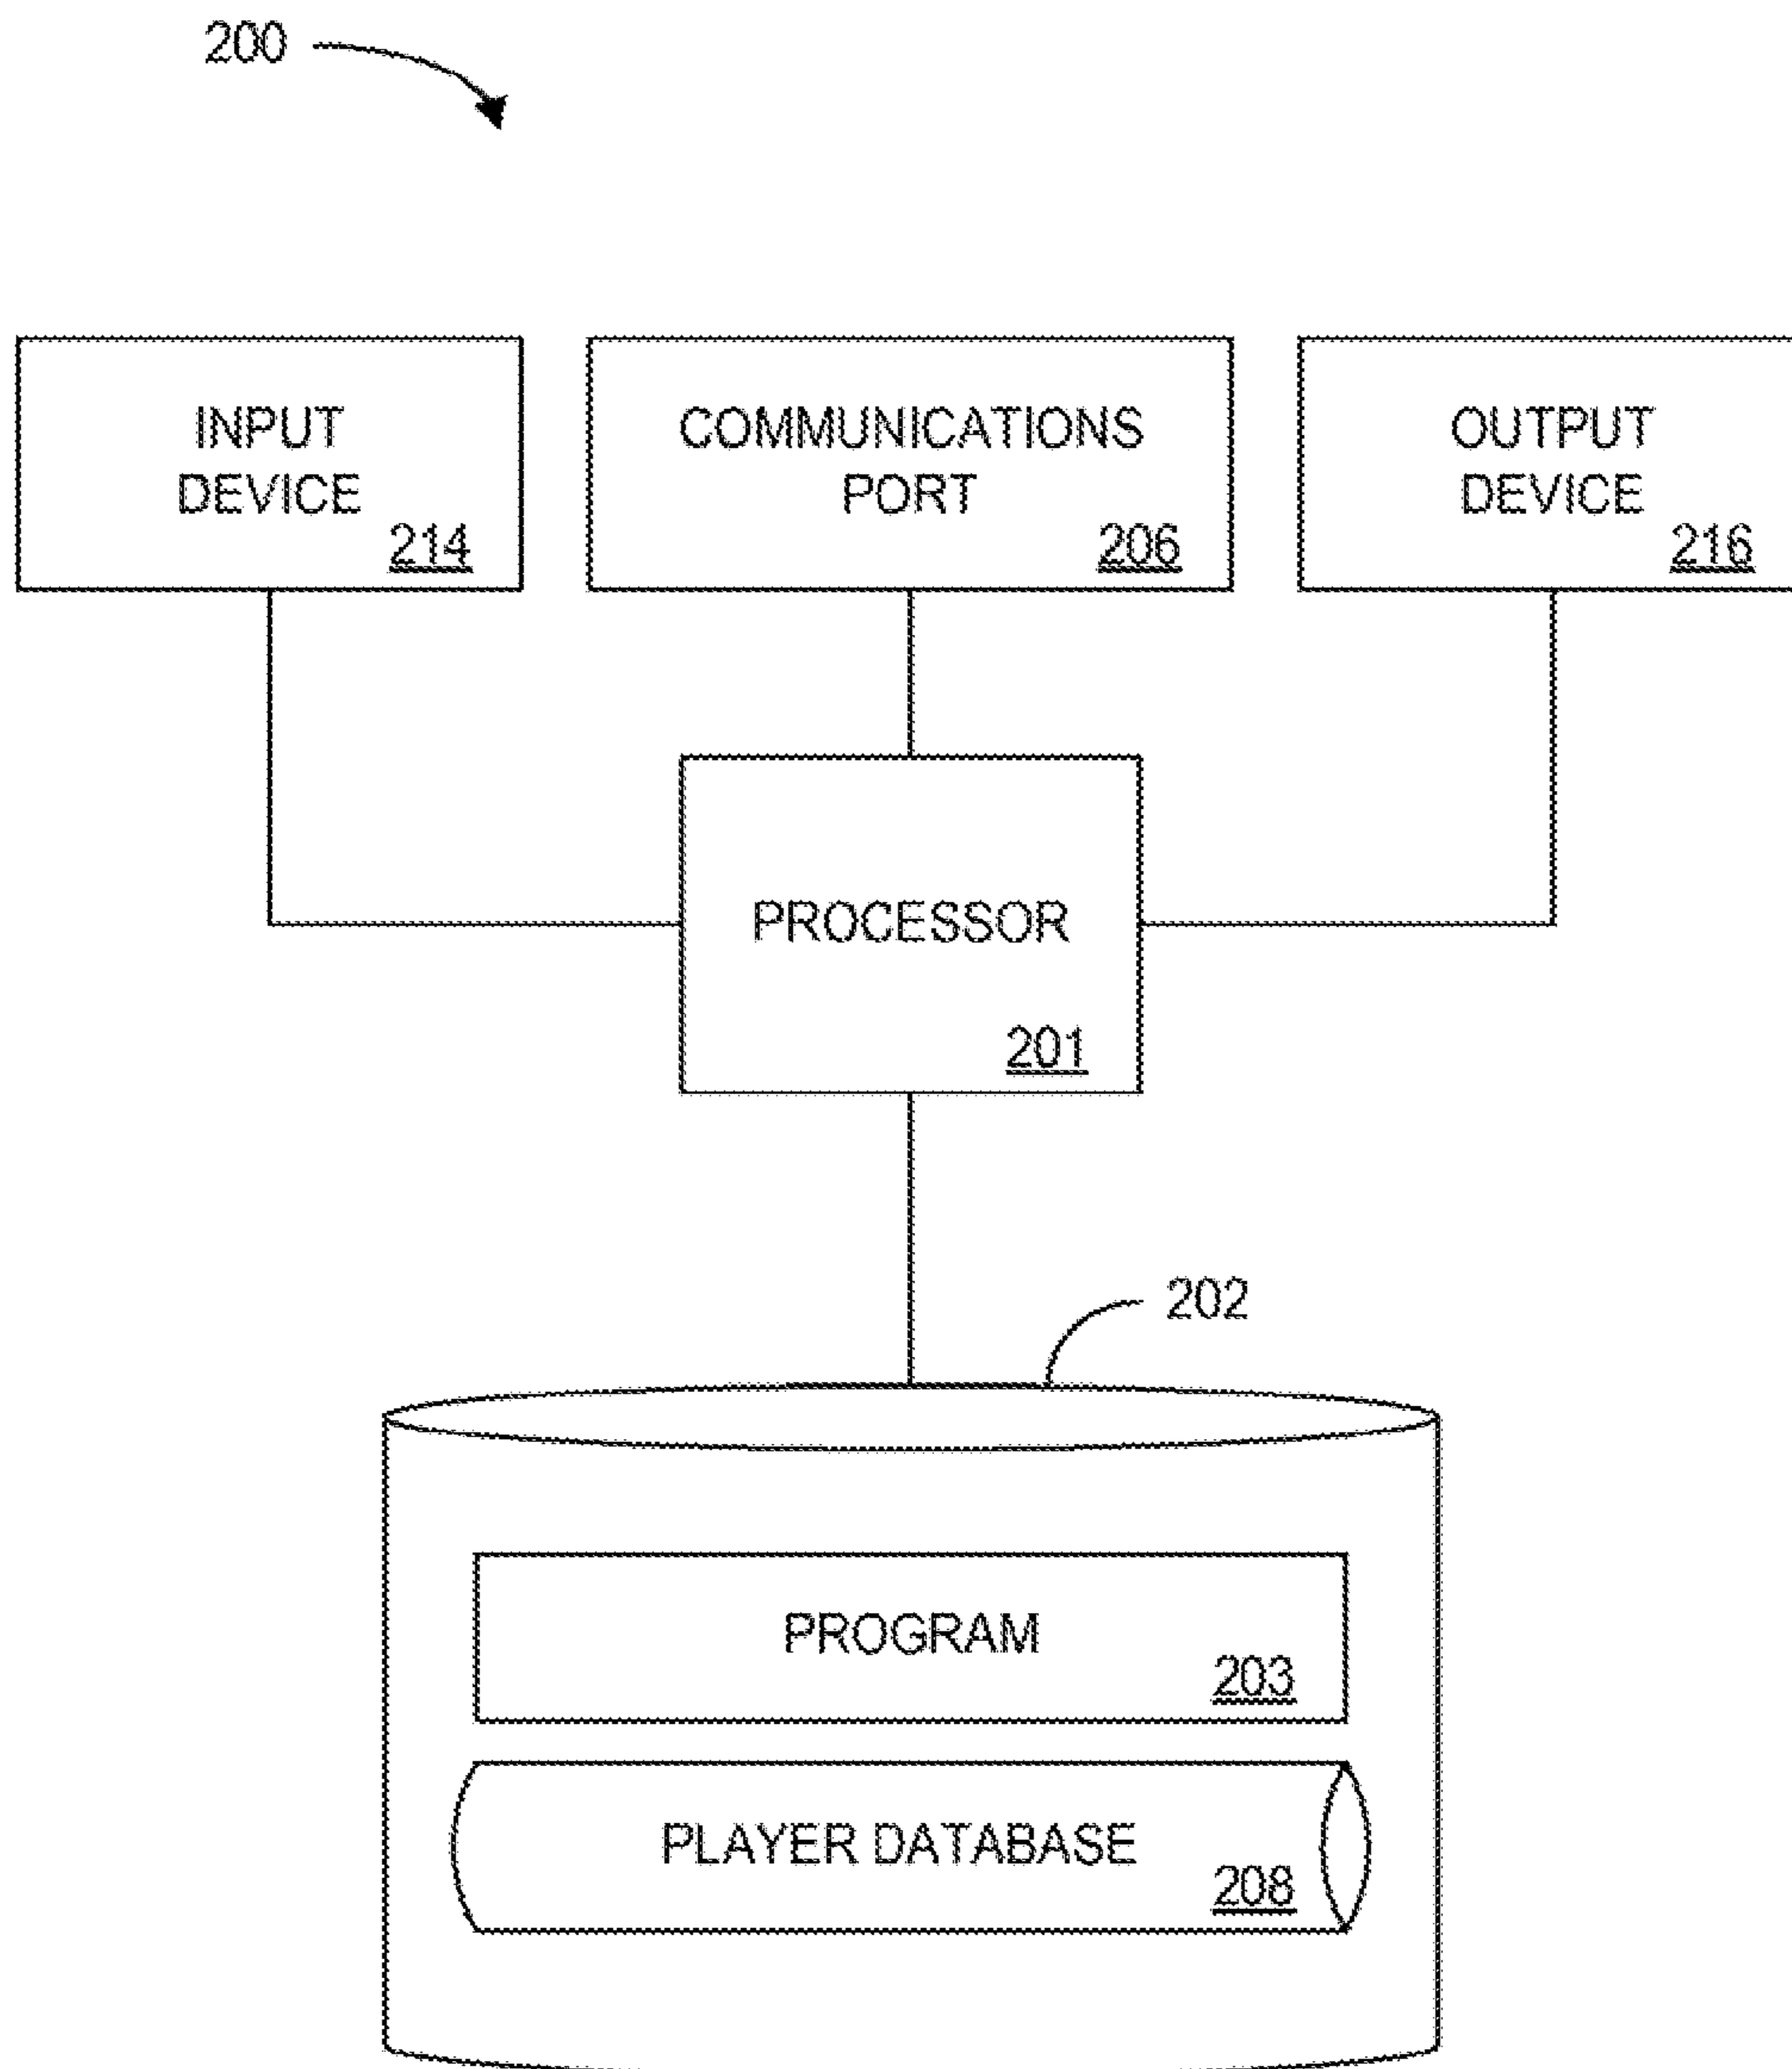 200
INPUT
DEVICE
214
COMMUNICATIONS
PORT
206
OUTPUT
DEVICE
216
PROCESSOR
201
202
PROGRAM
203
PLAYER DATABASE
208